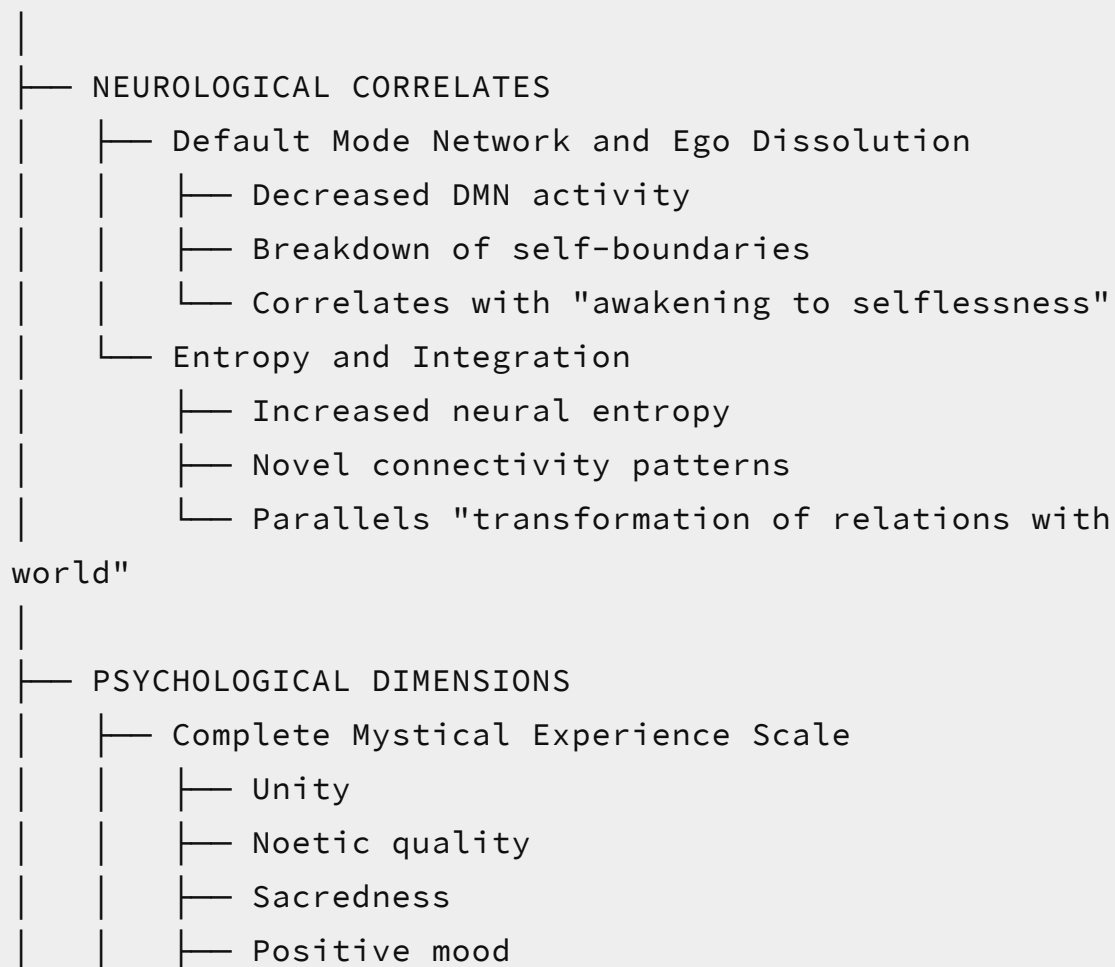 │
├── NEUROLOGICAL CORRELATES
│   ├── Default Mode Network and Ego Dissolution
│   │   ├── Decreased DMN activity
│   │   ├── Breakdown of self-boundaries
│   │   └── Correlates with "awakening to selflessness"
│   └── Entropy and Integration
│       ├── Increased neural entropy
│       ├── Novel connectivity patterns
│       └── Parallels "transformation of relations with
world"
│
├── PSYCHOLOGICAL DIMENSIONS
│   ├── Complete Mystical Experience Scale
│   │   ├── Unity
│   │   ├── Noetic quality
│   │   ├── Sacredness
│   │   ├── Positive mood